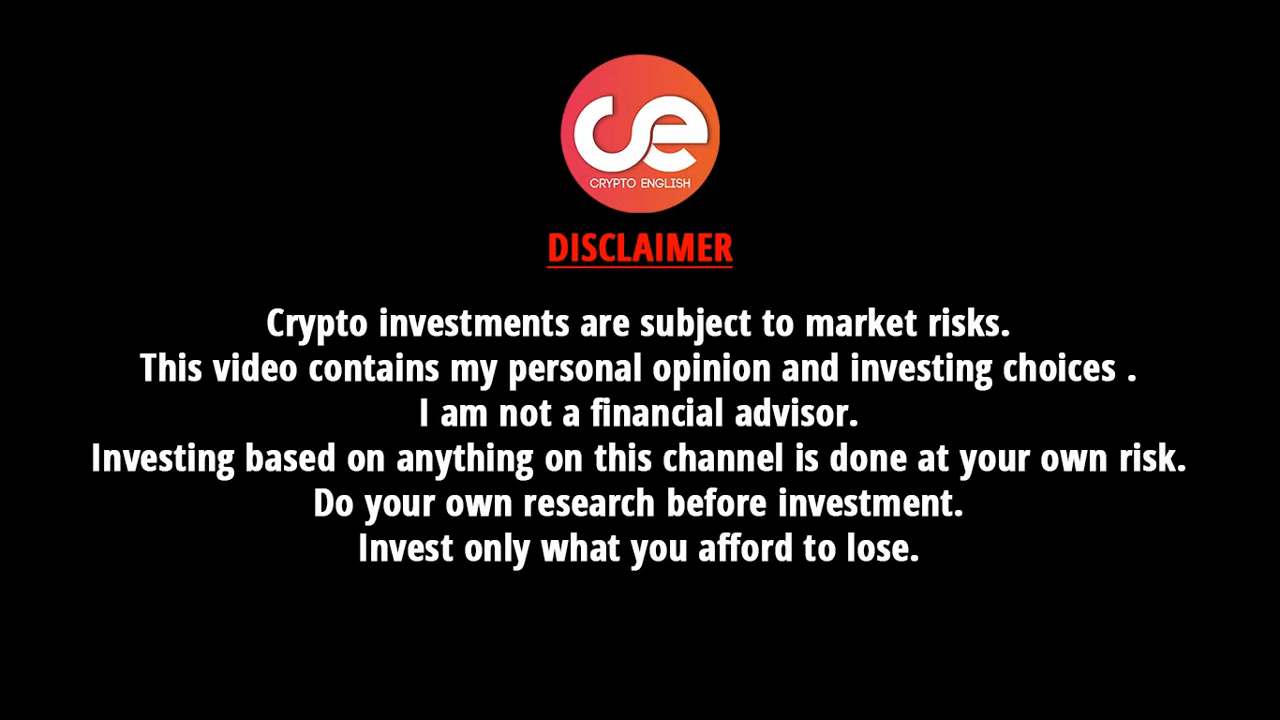 ce
CRYPTO ENGLISH
DISCLAIMER
Crypto investments are subject to market risks.
This video contains my personal opinion and investing choices .
I am not a financial advisor.
Investing based on anything on this channel is done at your own risk.
Do your own research before investment.
Invest only what you afford to lose.